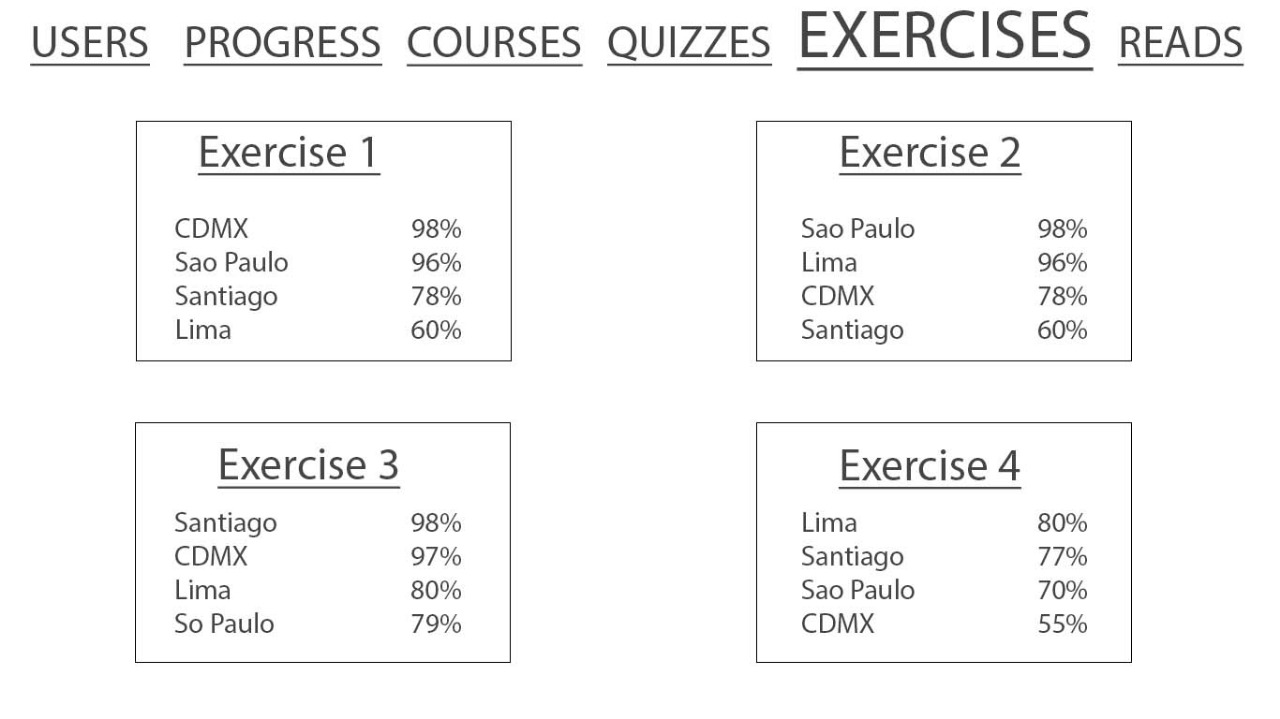 USERS PROGRESS COURSES QUIZZES EXERCISES READS
Exercise 1
CDMX 98%
Sao Paulo 96%
Santiago 78%
Lima 60%
Exercise 2
Sao Paulo 98%
Lima 96%
CDMX 78%
Santiago 60%
Exercise 3
Santiago 98%
CDMX 97%
Lima 80%
So Paulo 79%
Exercise 4
Lima 80%
Santiago 77%
Sao Paulo 70%
CDMX 55%